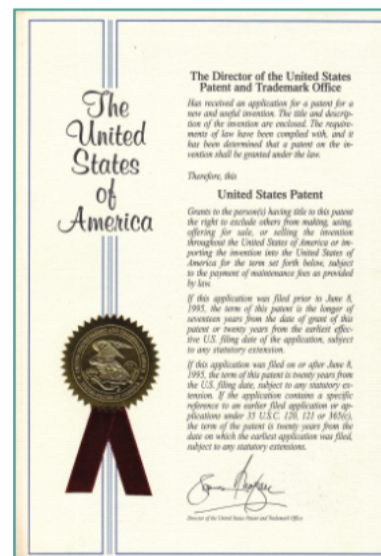 The
United
States
of
America
The Director of the United States
Patent and Trademark Office
Has received an application for a patent for a
new and useful invention. The title and descrip-
tion of the invention are enclosed. The require-
ments of law have been complied with, and it
has been determined that a patent on the in-
vention shall be granted under the law.
Therefore, this
United States Patent
Grants to the person(s) having title to this patent
the right to exclude others from making, using,
offering for sale, or selling the invention
throughout the United States of America or im-
porting the invention into the United States of
America for the term set forth below, subject
to the payment of maintenance fees as provided
by law.
If this application was filed prior to June 8,
1995, the term of this patent is the longer of
seventeen years from the date of grant of this
patent or twenty years from the earliest effec-
tive U.S. filing date of the application, subject
to any statutory extension.
If this application was filed on or after June 8,
1995, the term of this patent is twenty years from
the U.S. filing date, subject to any statutory ex-
tension. If the application contains a specific
reference to an earlier filed application or ap-
plications under 35 U.S.C. 120, 121 or 365(c),
the term of the patent is twenty years from the
date on which the earliest application was filed,
subject to any statutory extensions.
Director of the United States Patent and Trademark Office